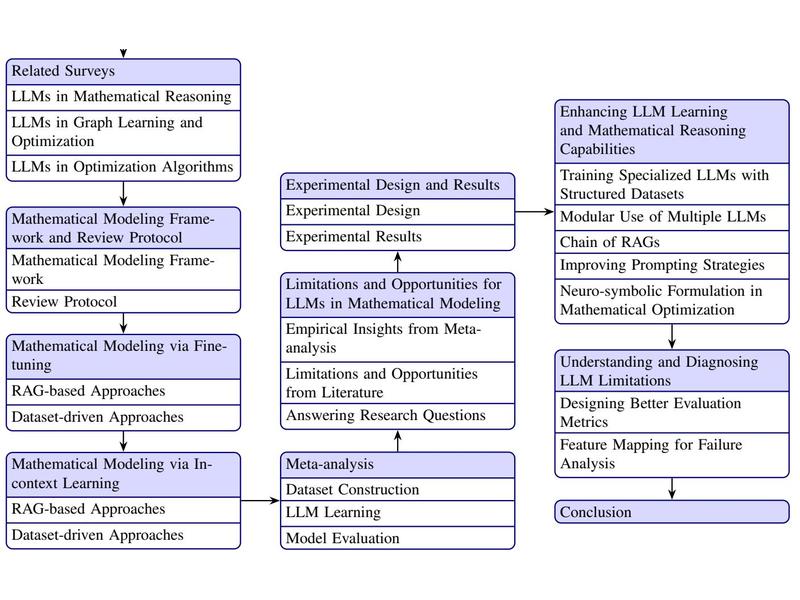 Related Surveys
LLMs in Mathematical Reasoning
LLMs in Graph Learning and
Optimization
LLMs in Optimization Algorithms
Mathematical Modeling Frame-
work and Review Protocol
Mathematical Modeling Frame-
work
Review Protocol
Mathematical Modeling via Fine-
tuning
RAG-based Approaches
Dataset-driven Approaches
Mathematical Modeling via In-
context Learning
RAG-based Approaches
Dataset-driven Approaches
Meta-analysis
Dataset Construction
LLM Learning
Model Evaluation
Limitations and Opportunities for
LLMs in Mathematical Modeling
Empirical Insights from Meta-
analysis
Limitations and Opportunities
from Literature
Answering Research Questions
Experimental Design and Results
Experimental Design
Experimental Results
Enhancing LLM Learning
and Mathematical Reasoning
Capabilities
Training Specialized LLMs with
Structured Datasets
Modular Use of Multiple LLMs
Chain of RAGs
Improving Prompting Strategies
Neuro-symbolic Formulation in
Mathematical Optimization
Understanding and Diagnosing
LLM Limitations
Designing Better Evaluation
Metrics
Feature Mapping for Failure
Analysis
Conclusion